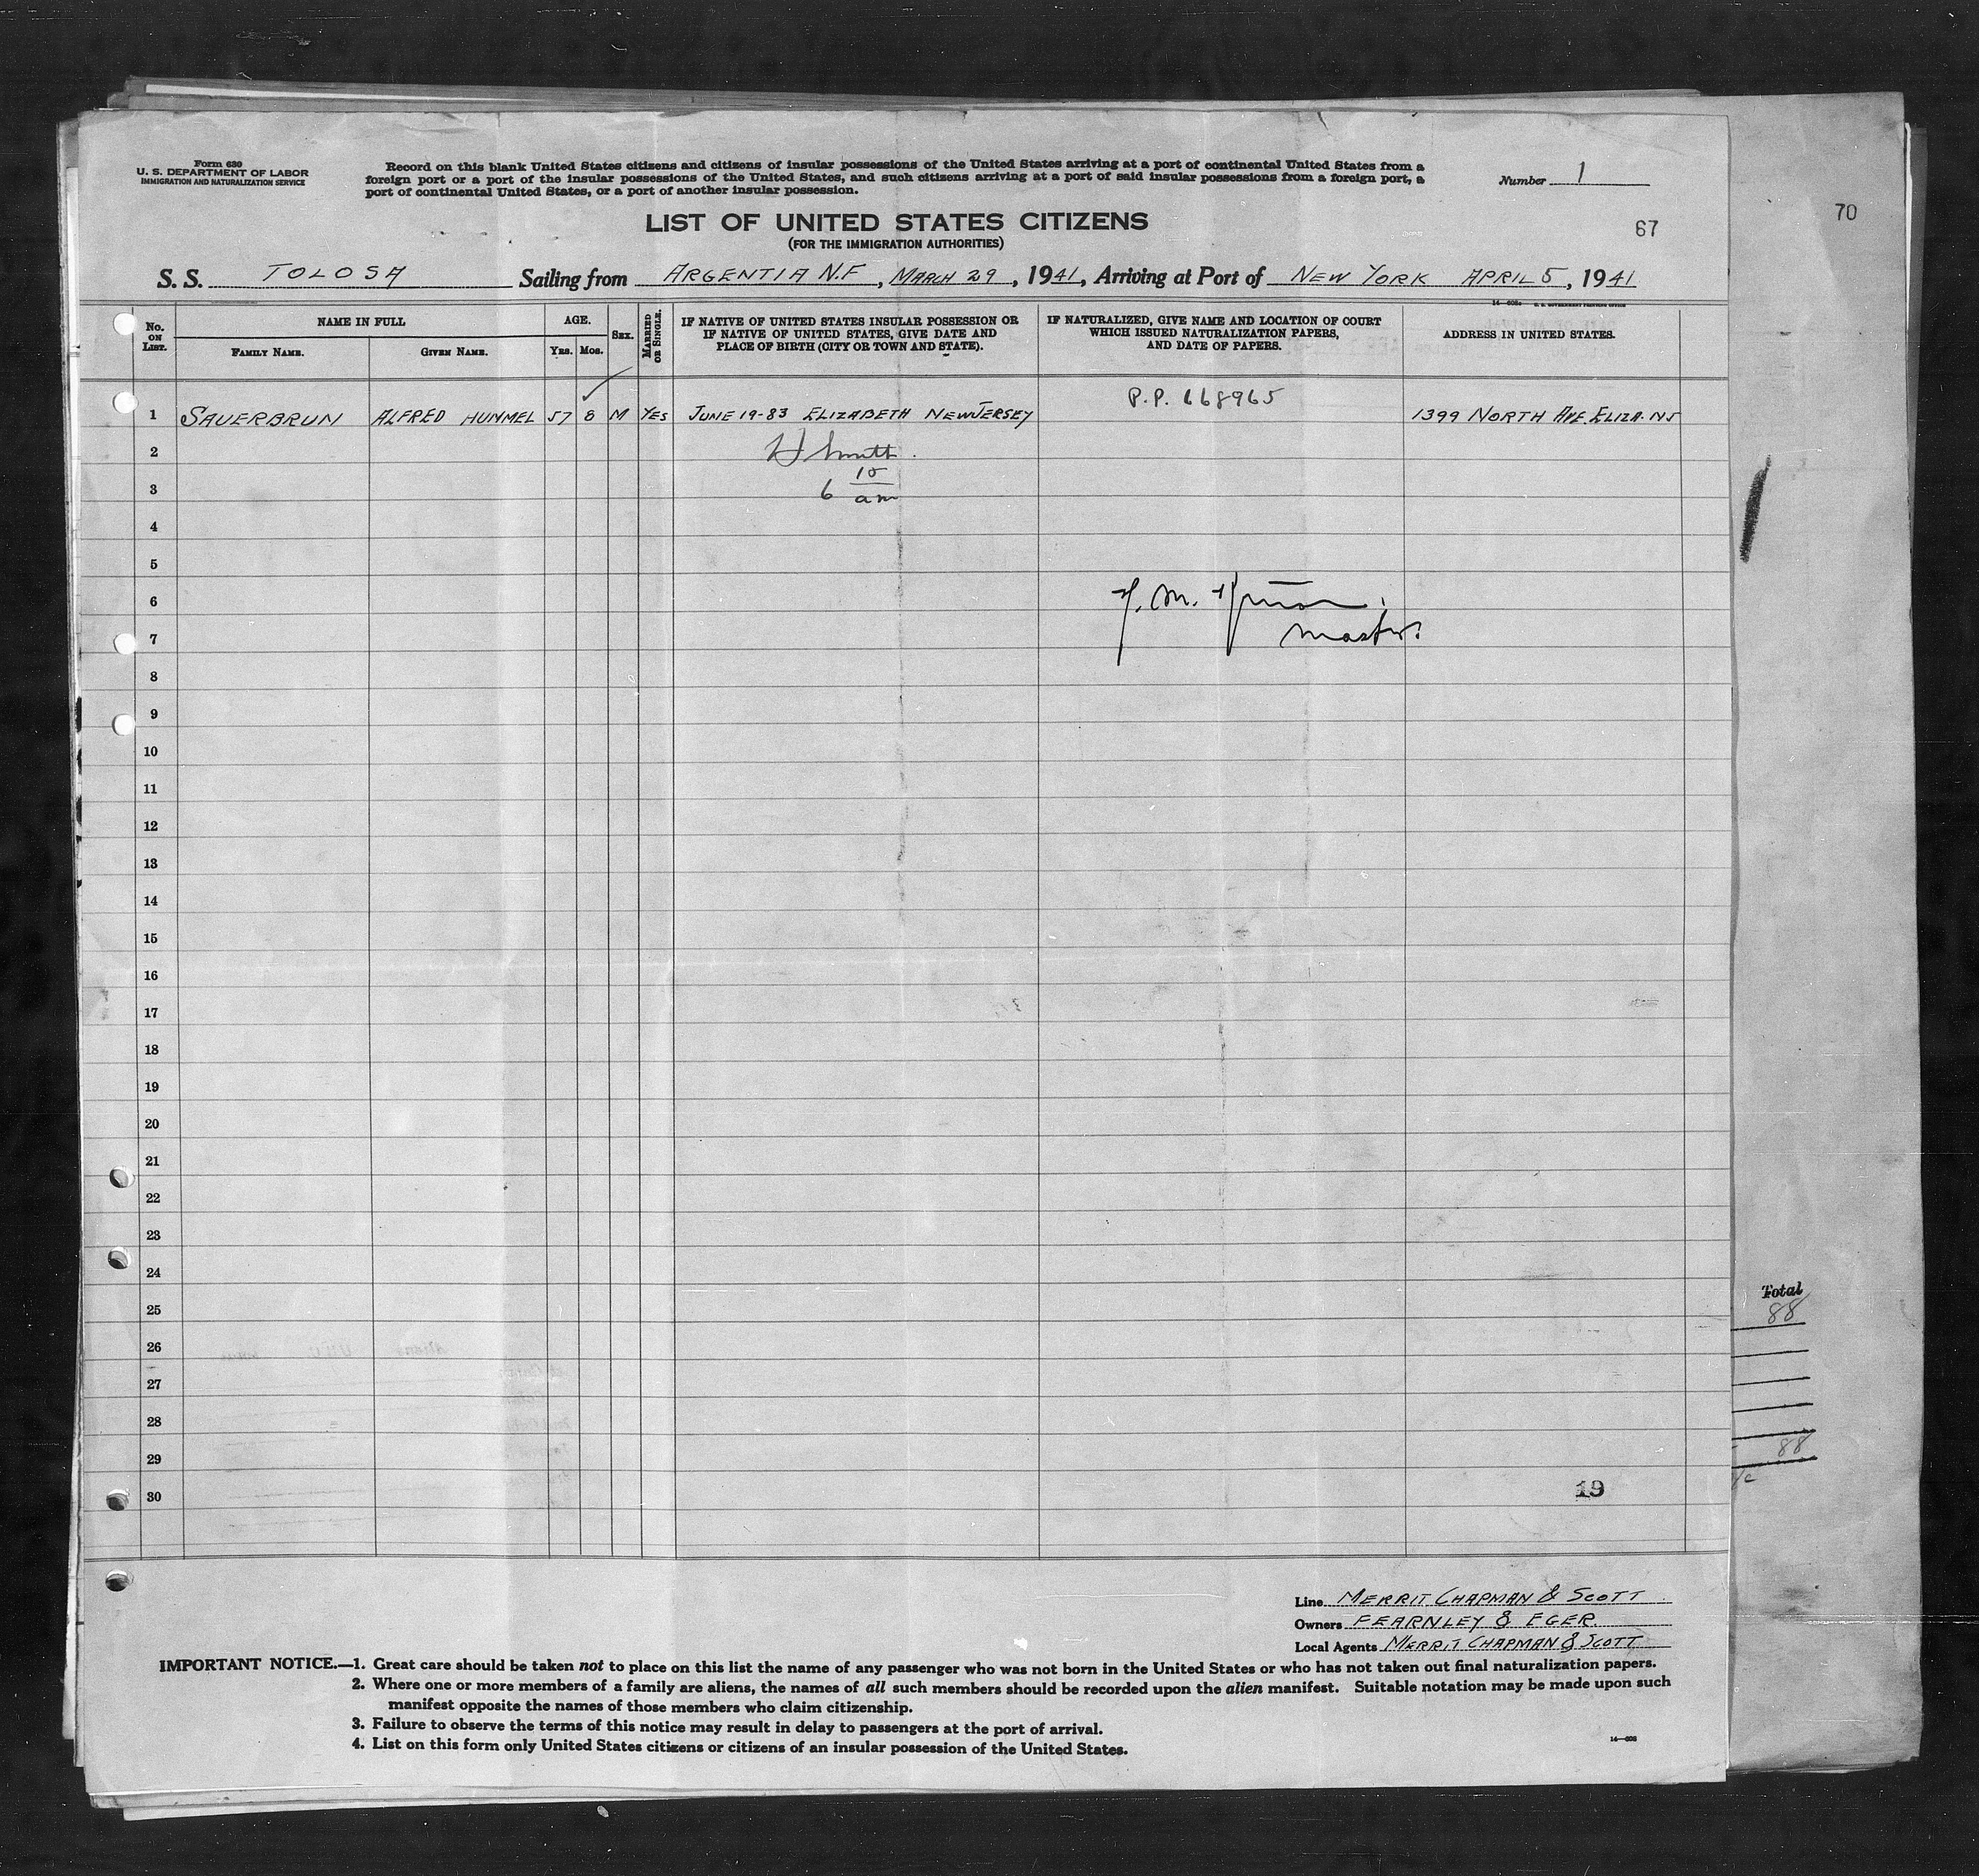 Form 630
U. S. DEPARTMENT OF LABOR
IMMIGRATION AND NATURALIZATION SERVICE
Record on this blank United States citizens and citizens of insular possessions of the United States arriving at a port of continental United States from a
foreign port or a port of the insular possessions of the United States, and such citizens arriving at a port of said insular possessions from a foreign port, a
port of continental United States, or a port of another insular possession.
Number 1
LIST OF UNITED STATES CITIZENS
(FOR THE IMMIGRATION AUTHORITIES)
67
70
S. S. TOLOSA Sailing from ARGENTIA N.F, MARCH 29, 1941, Arriving at Port of NEW YORK APRIL 5, 1941
No. ON LIST.
NAME IN FULL
FAMILY NAME. GIVEN NAME.
AGE.
YRS. MOS.
SEX.
MARRIED OR SINGLE.
IF NATIVE OF UNITED STATES INSULAR POSSESSION OR
IF NATIVE OF UNITED STATES, GIVE DATE AND
PLACE OF BIRTH (CITY OR TOWN AND STATE).
IF NATURALIZED, GIVE NAME AND LOCATION OF COURT
WHICH ISSUED NATURALIZATION PAPERS,
AND DATE OF PAPERS.
ADDRESS IN UNITED STATES.
P.P. 668965
1 SAUERBRUN ALFRED HUMMEL 57 8 M YES JUNE 19-83 ELIZABETH NEW JERSEY 1399 NORTH AVE. ELIZA. NJ
2 H Smith
3 6 15 am
4
5
6
7 Master
8
9
10
11
12
13
14
15
16
17
18
19
20
21
22
23
24
25
26
27
28
29
30
19
Total
88
88
Line MERRIT CHAPMAN & SCOTT
Owners FEARNLEY & EGER
Local Agents MERRIT CHAPMAN & SCOTT
IMPORTANT NOTICE.—1. Great care should be taken not to place on this list the name of any passenger who was not born in the United States or who has not taken out final naturalization papers.
2. Where one or more members of a family are aliens, the names of all such members should be recorded upon the alien manifest. Suitable notation may be made upon such
manifest opposite the names of those members who claim citizenship.
3. Failure to observe the terms of this notice may result in delay to passengers at the port of arrival.
4. List on this form only United States citizens or citizens of an insular possession of the United States.
14—608